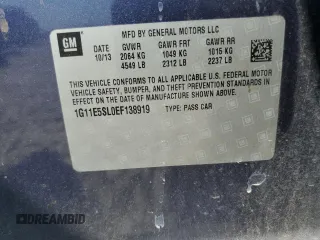 GM
MFD BY GENERAL MOTORS LLC
DATE GVWR GAWR FRT GAWR RR
10/13 2064 KG 1049 KG 1015 KG
4549 LB 2312 LB 2237 LB
THIS VEHICLE CONFORMS TO ALL APPLICABLE U.S. FEDERAL MOTOR
VEHICLE SAFETY, BUMPER, AND THEFT PREVENTION STANDARDS
IN EFFECT ON THE DATE OF MANUFACTURE SHOWN ABOVE.
1G11E5SL0EF138919 TYPE: PASS CAR
DREAMBID